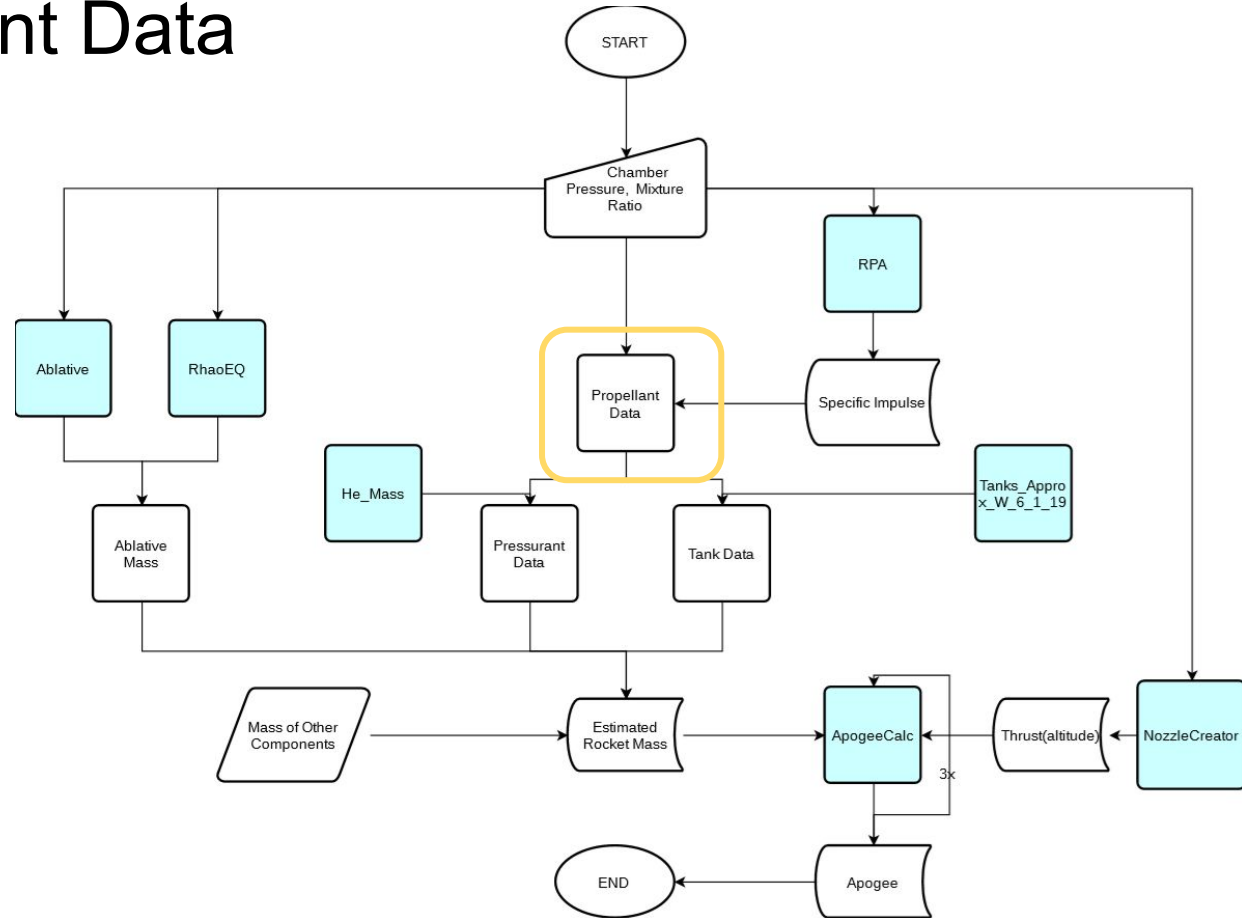 nt Data
START
Chamber
Pressure, Mixture
Ratio
RPA
Ablative
RhaoEQ
Propellant
Data
Specific Impulse
He_Mass
Tanks_Appro
x_W_6_1_19
Ablative
Mass
Pressurant
Data
Tank Data
Mass of Other
Components
Estimated
Rocket Mass
ApogeeCalc
Thrust(altitude)
NozzleCreator
3x
END
Apogee